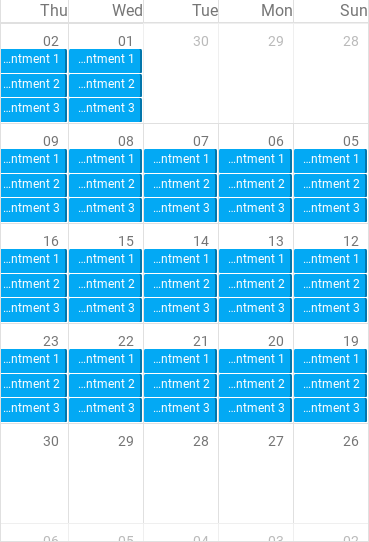 Thu Wed Tue Mon Sun
02 01 30 29 28
...ntment 1 ...ntment 1
...ntment 2 ...ntment 2
...ntment 3 ...ntment 3
09 08 07 06 05
...ntment 1 ...ntment 1 ...ntment 1 ...ntment 1 ...ntment 1
...ntment 2 ...ntment 2 ...ntment 2 ...ntment 2 ...ntment 2
...ntment 3 ...ntment 3 ...ntment 3 ...ntment 3 ...ntment 3
16 15 14 13 12
...ntment 1 ...ntment 1 ...ntment 1 ...ntment 1 ...ntment 1
...ntment 2 ...ntment 2 ...ntment 2 ...ntment 2 ...ntment 2
...ntment 3 ...ntment 3 ...ntment 3 ...ntment 3 ...ntment 3
23 22 21 20 19
...ntment 1 ...ntment 1 ...ntment 1 ...ntment 1 ...ntment 1
...ntment 2 ...ntment 2 ...ntment 2 ...ntment 2 ...ntment 2
...ntment 3 ...ntment 3 ...ntment 3 ...ntment 3 ...ntment 3
30 29 28 27 26
06 05 04 03 02